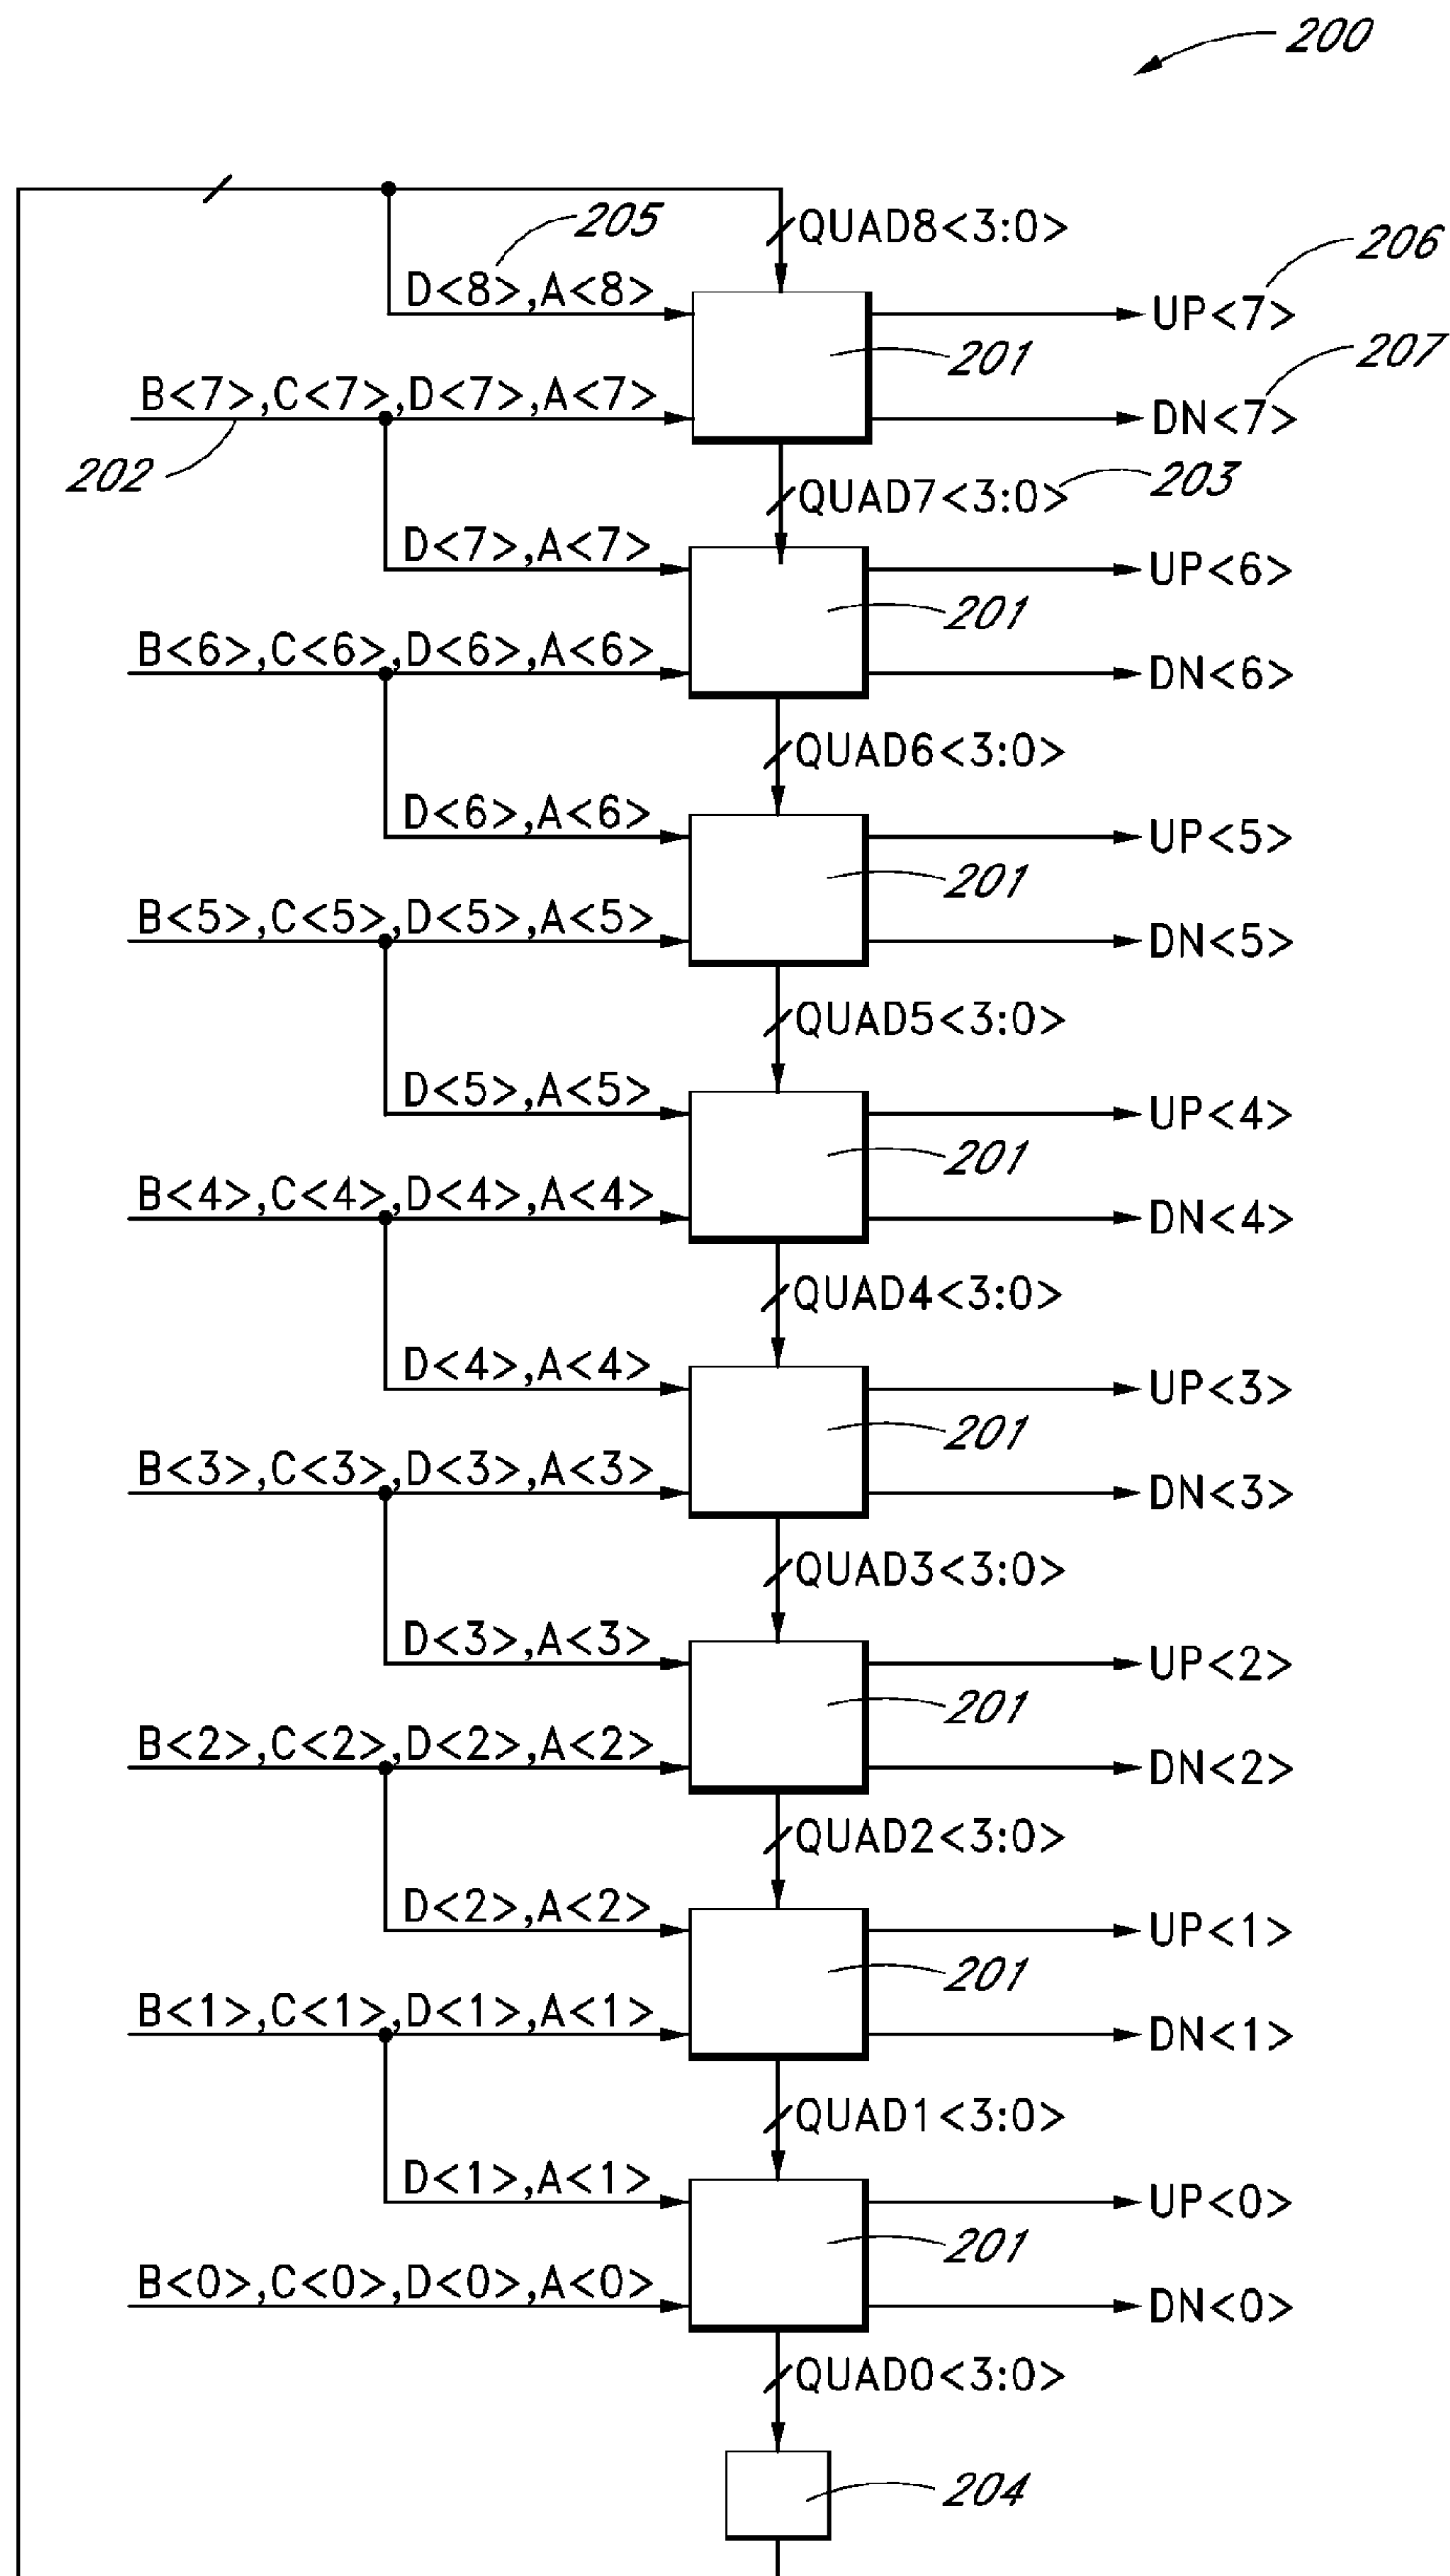 200
QUAD8<3:0>
205
206
D<8>,A<8>
UP<7>
201
207
B<7>,C<7>,D<7>,A<7>
DN<7>
202
QUAD7<3:0>
203
D<7>,A<7>
UP<6>
201
B<6>,C<6>,D<6>,A<6>
DN<6>
QUAD6<3:0>
D<6>,A<6>
UP<5>
201
B<5>,C<5>,D<5>,A<5>
DN<5>
QUAD5<3:0>
D<5>,A<5>
UP<4>
201
B<4>,C<4>,D<4>,A<4>
DN<4>
QUAD4<3:0>
D<4>,A<4>
UP<3>
201
B<3>,C<3>,D<3>,A<3>
DN<3>
QUAD3<3:0>
D<3>,A<3>
UP<2>
201
B<2>,C<2>,D<2>,A<2>
DN<2>
QUAD2<3:0>
D<2>,A<2>
UP<1>
201
B<1>,C<1>,D<1>,A<1>
DN<1>
QUAD1<3:0>
D<1>,A<1>
UP<0>
201
B<0>,C<0>,D<0>,A<0>
DN<0>
QUAD0<3:0>
204